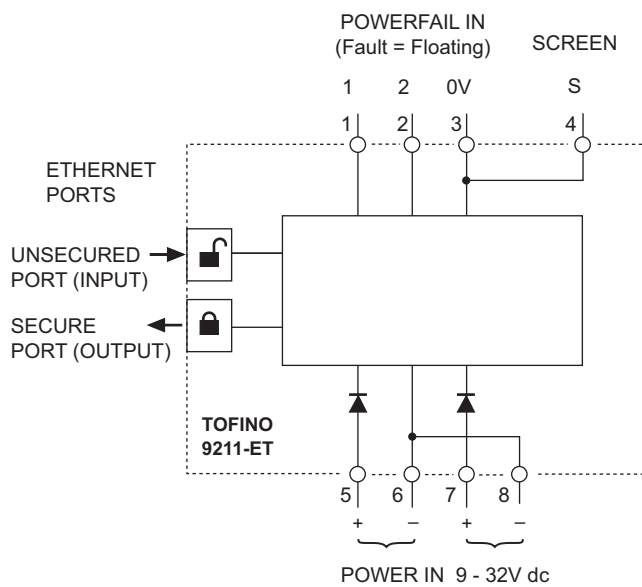 POWERFAIL IN
(Fault = Floating)
SCREEN
1 2 0V S
1 2 3 4
ETHERNET
PORTS
UNSECURED
PORT (INPUT)
SECURE
PORT (OUTPUT)
TOFINO
9211-ET
5 6 7 8
+ – + –
POWER IN 9 - 32V dc